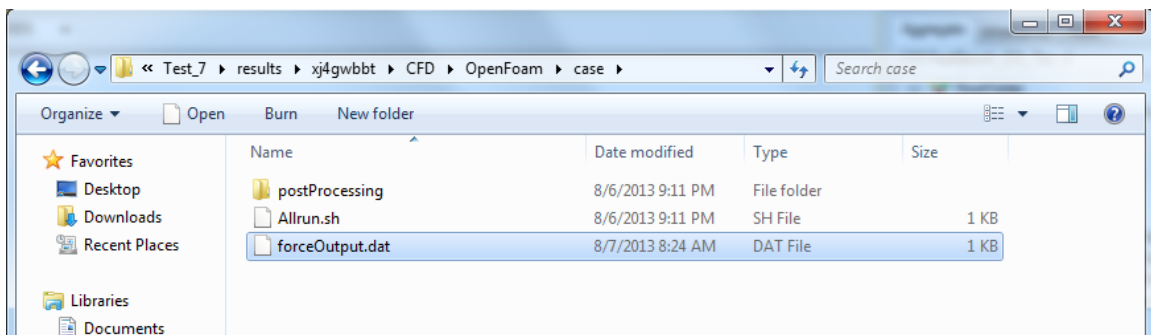 « Test_7 ▸ results ▸ xj4gwbbt ▸ CFD ▸ OpenFoam ▸ case ▸ Search case
Organize ▾ Open Burn New folder
Favorites
Desktop
Downloads
Recent Places
Libraries
Documents
Name Date modified Type Size
postProcessing 8/6/2013 9:11 PM File folder
Allrun.sh 8/6/2013 9:11 PM SH File 1 KB
forceOutput.dat 8/7/2013 8:24 AM DAT File 1 KB